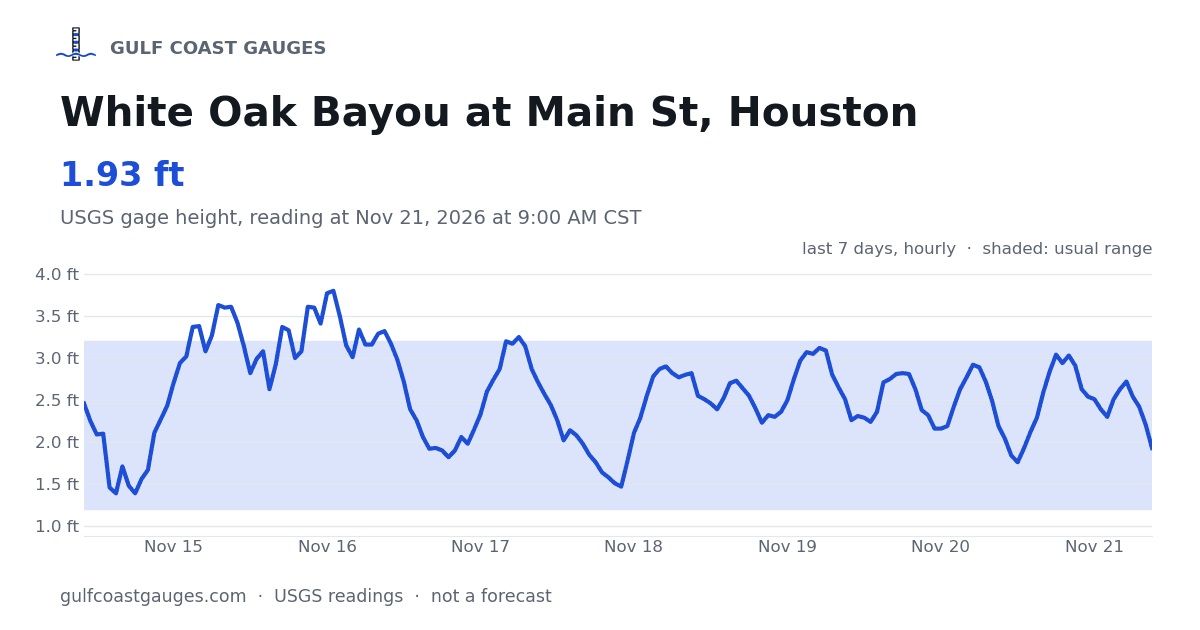 GULF COAST GAUGES
White Oak Bayou at Main St, Houston
1.93 ft
USGS gage height, reading at Nov 21, 2026 at 9:00 AM CST
last 7 days, hourly · shaded: usual range
4.0 ft
3.5 ft
3.0 ft
2.5 ft
2.0 ft
1.5 ft
1.0 ft
Nov 15 Nov 16 Nov 17 Nov 18 Nov 19 Nov 20 Nov 21
gulfcoastgauges.com · USGS readings · not a forecast